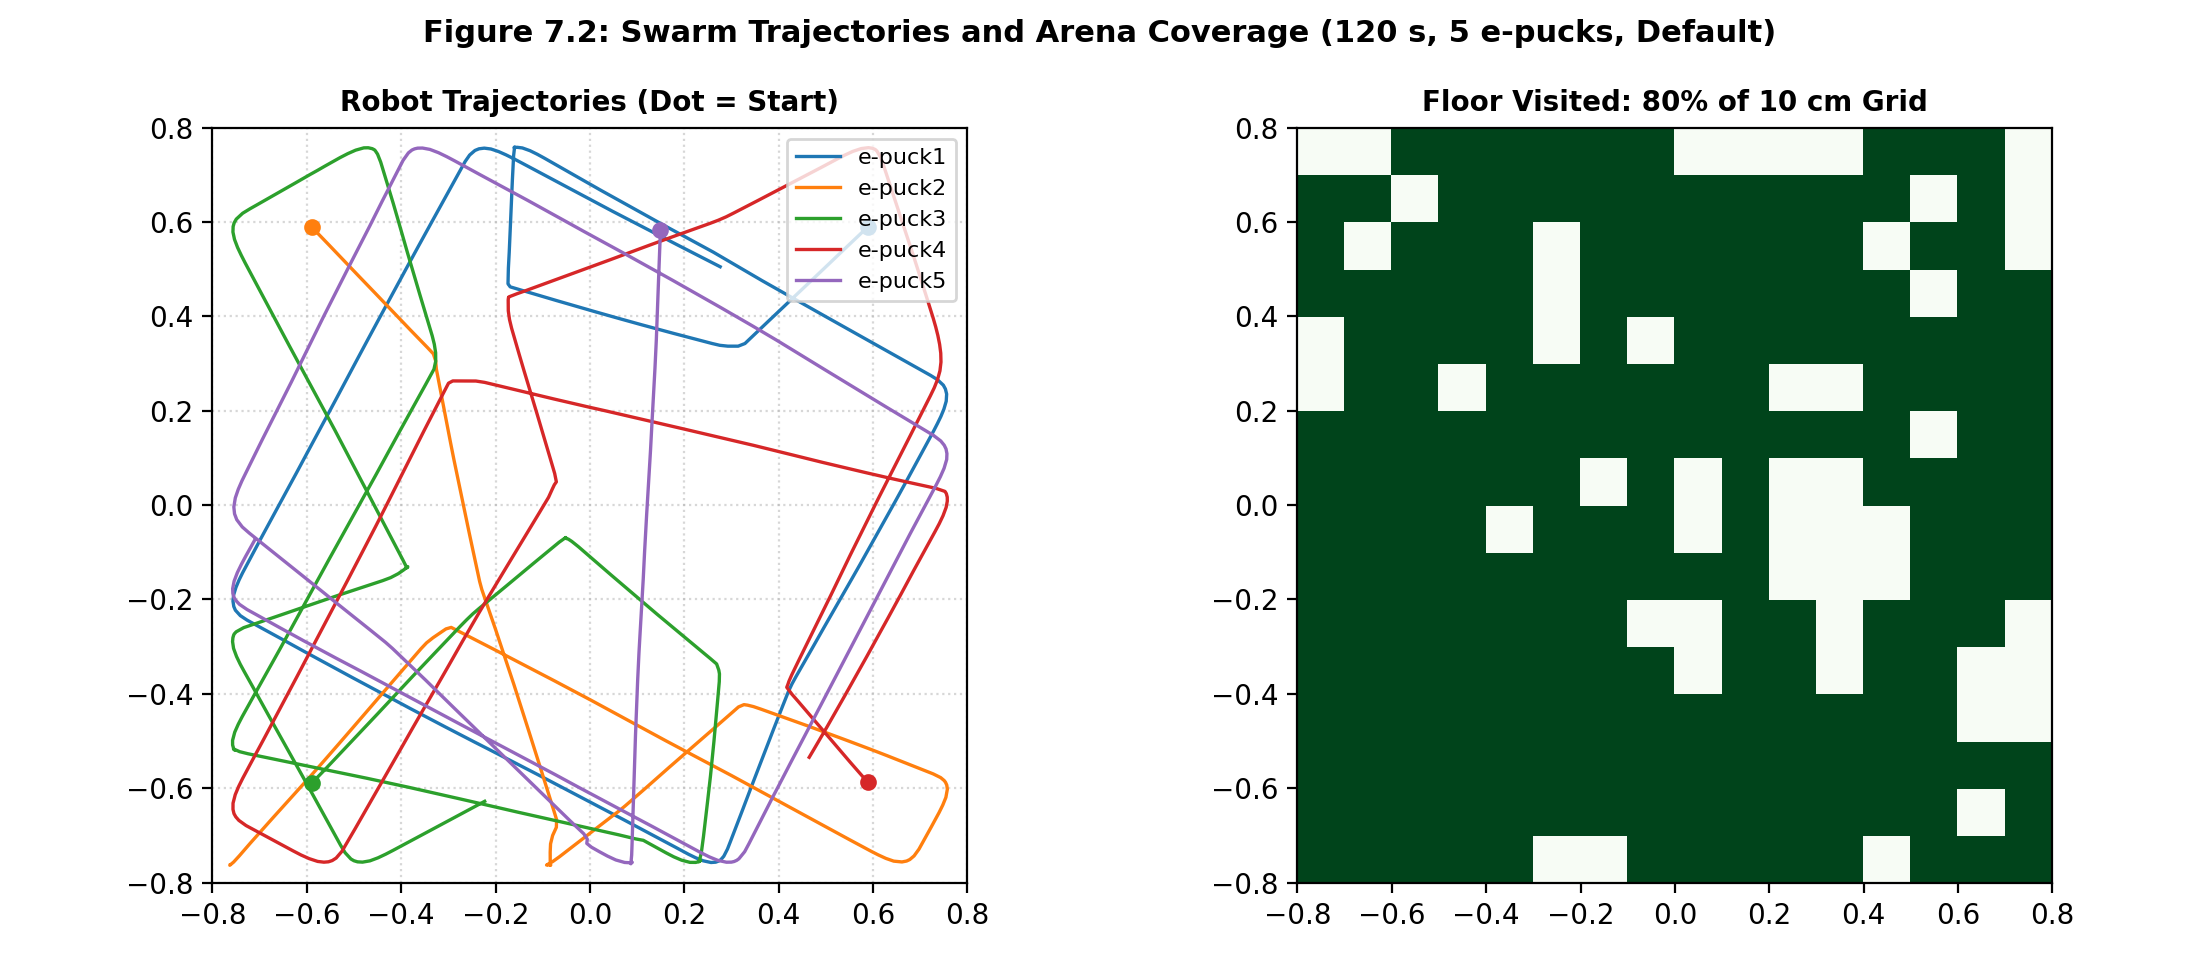 Figure 7.2: Swarm Trajectories and Arena Coverage (120 s, 5 e-pucks, Default)
Robot Trajectories (Dot = Start)
0.8
0.6
0.4
0.2
0.0
−0.2
−0.4
−0.6
−0.8
−0.8 −0.6 −0.4 −0.2 0.0 0.2 0.4 0.6 0.8
e-puck1
e-puck2
e-puck3
e-puck4
e-puck5
Floor Visited: 80% of 10 cm Grid
0.8
0.6
0.4
0.2
0.0
−0.2
−0.4
−0.6
−0.8
−0.8 −0.6 −0.4 −0.2 0.0 0.2 0.4 0.6 0.8